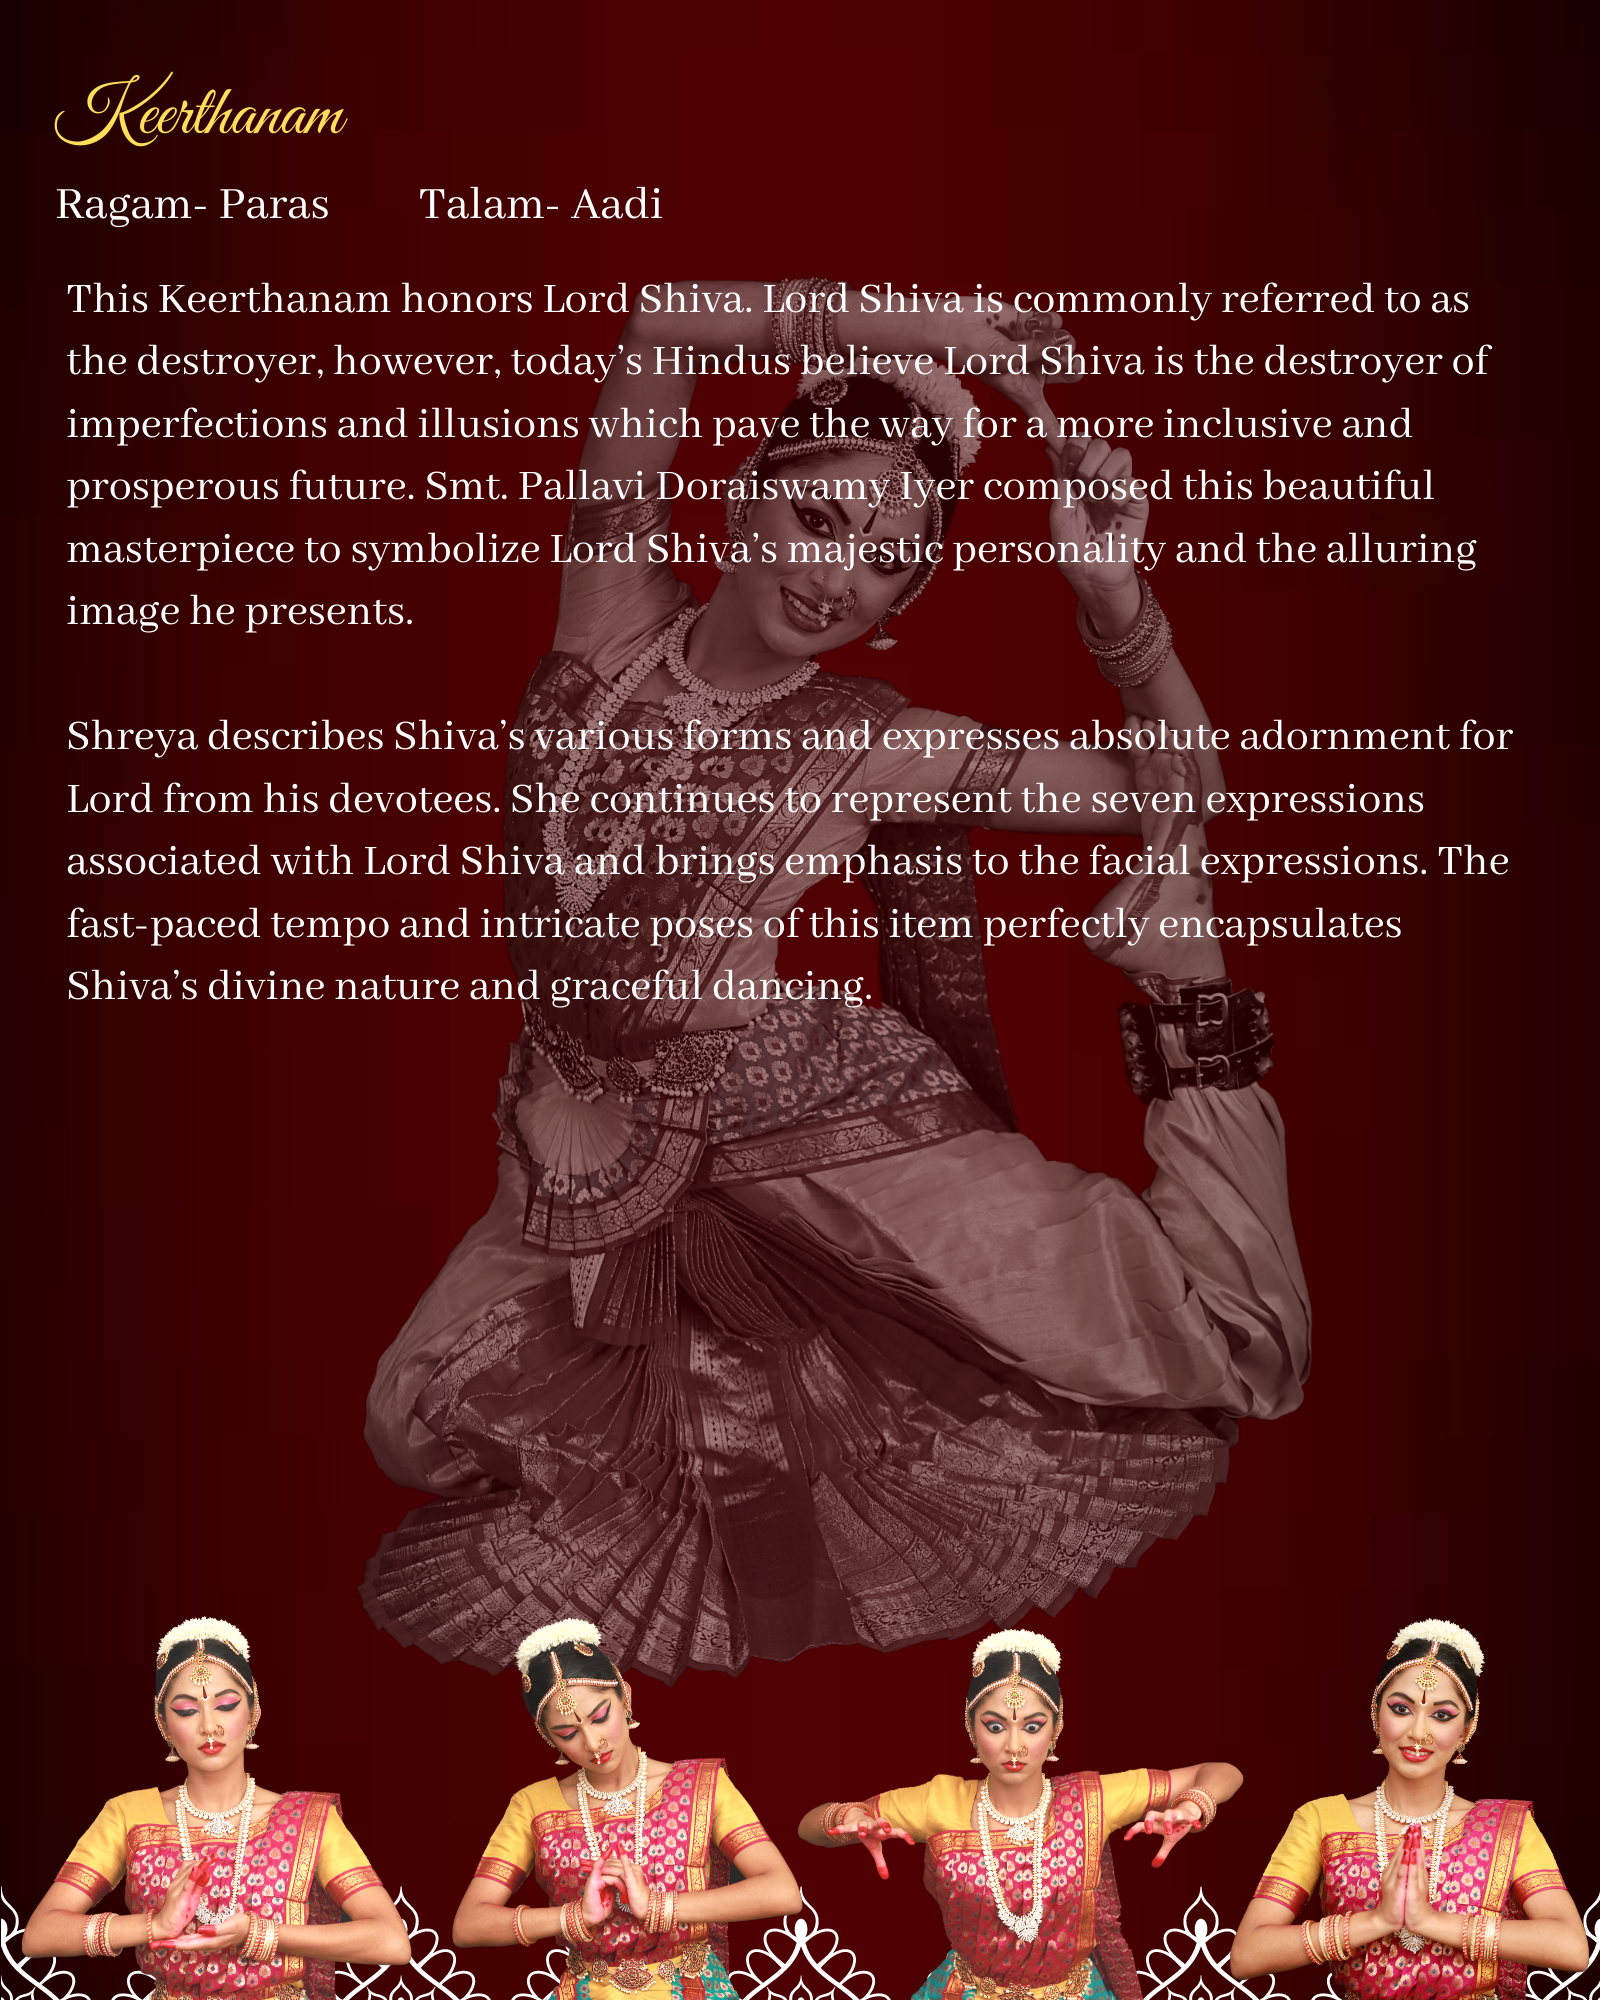 Keerthanam
Ragam- Paras Talam- Aadi
This Keerthanam honors Lord Shiva. Lord Shiva is commonly referred to as
the destroyer, however, today’s Hindus believe Lord Shiva is the destroyer of
imperfections and illusions which pave the way for a more inclusive and
prosperous future. Smt. Pallavi Doraiswamy Iyer composed this beautiful
masterpiece to symbolize Lord Shiva’s majestic personality and the alluring
image he presents.
Shreya describes Shiva’s various forms and expresses absolute adornment for
Lord from his devotees. She continues to represent the seven expressions
associated with Lord Shiva and brings emphasis to the facial expressions. The
fast-paced tempo and intricate poses of this item perfectly encapsulates
Shiva’s divine nature and graceful dancing.